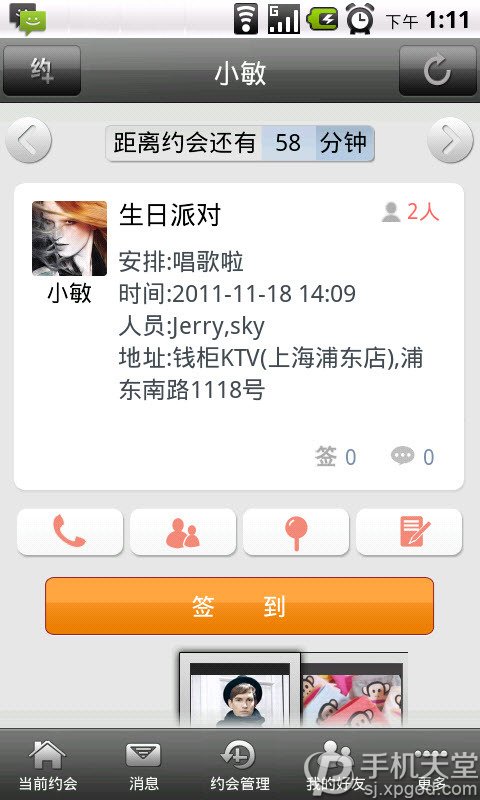 下午 1:11
约
小敏
距离约会还有 58 分钟
生日派对
2人
小敏
安排:唱歌啦
时间:2011-11-18 14:09
人员:Jerry,sky
地址:钱柜KTV(上海浦东店),浦
东南路1118号
签 0
0
签 到
当前约会
消息
约会管理
我的好友
更多
手机天堂
sj.xpgod.com